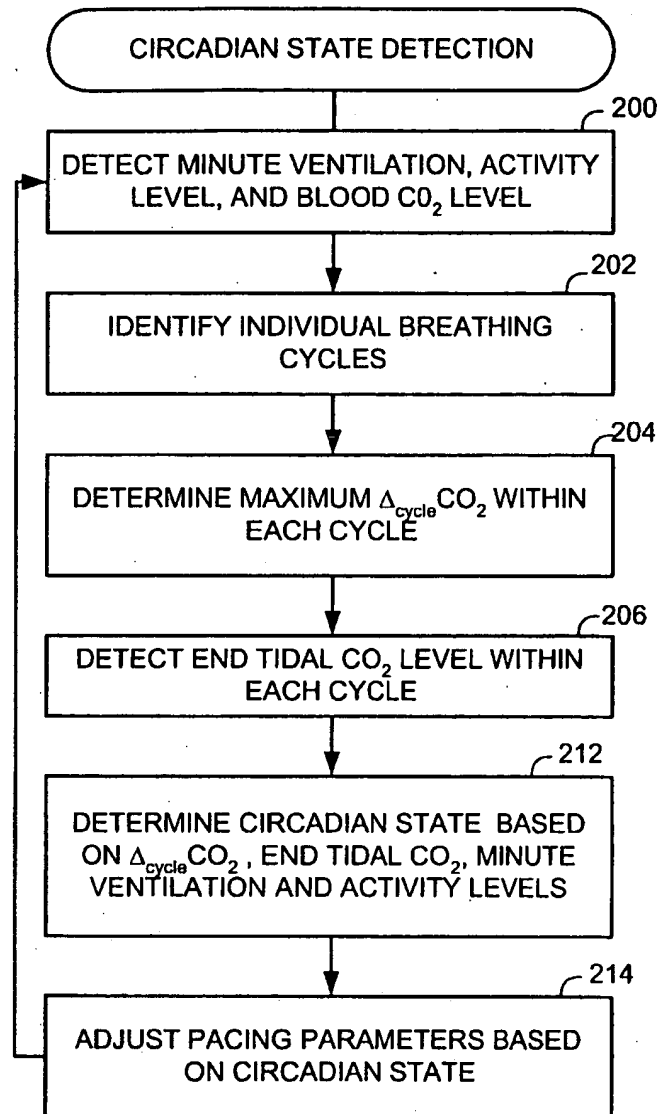 CIRCADIAN STATE DETECTION
200
DETECT MINUTE VENTILATION, ACTIVITY
LEVEL, AND BLOOD C0₂ LEVEL
202
IDENTIFY INDIVIDUAL BREATHING
CYCLES
204
DETERMINE MAXIMUM Δcycle CO₂ WITHIN
EACH CYCLE
206
DETECT END TIDAL CO₂ LEVEL WITHIN
EACH CYCLE
212
DETERMINE CIRCADIAN STATE BASED
ON Δcycle CO₂ , END TIDAL CO₂, MINUTE
VENTILATION AND ACTIVITY LEVELS
214
ADJUST PACING PARAMETERS BASED
ON CIRCADIAN STATE